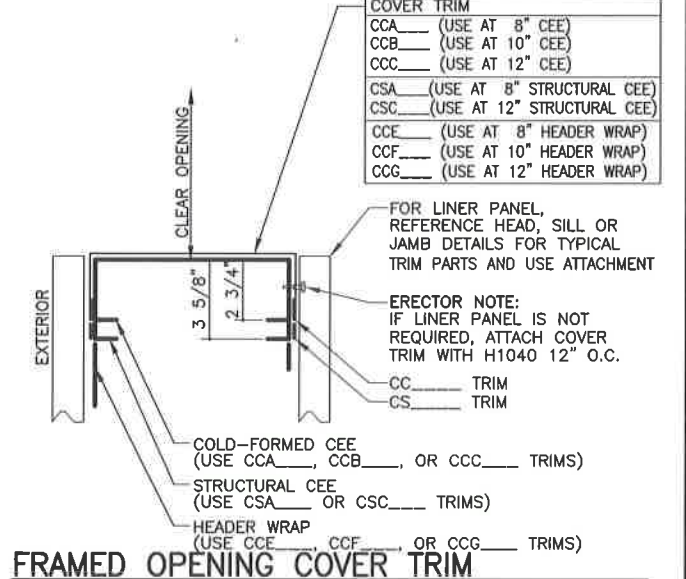 COVER TRIM
CCA___ (USE AT 8" CEE)
CCB___ (USE AT 10" CEE)
CCC___ (USE AT 12" CEE)
CSA___(USE AT 8" STRUCTURAL CEE)
CSC___(USE AT 12" STRUCTURAL CEE)
CCE___ (USE AT 8" HEADER WRAP)
CCF___ (USE AT 10" HEADER WRAP)
CCG___ (USE AT 12" HEADER WRAP)
CLEAR OPENING
FOR LINER PANEL,
REFERENCE HEAD, SILL OR
JAMB DETAILS FOR TYPICAL
TRIM PARTS AND USE ATTACHMENT
EXTERIOR
3 5/8"
2 3/4"
ERECTOR NOTE:
IF LINER PANEL IS NOT
REQUIRED, ATTACH COVER
TRIM WITH H1040 12" O.C.
CC____ TRIM
CS____ TRIM
COLD-FORMED CEE
(USE CCA___, CCB___, OR CCC___ TRIMS)
STRUCTURAL CEE
(USE CSA___ OR CSC___ TRIMS)
HEADER WRAP
(USE CCE___, CCF___, OR CCG___ TRIMS)
FRAMED OPENING COVER TRIM